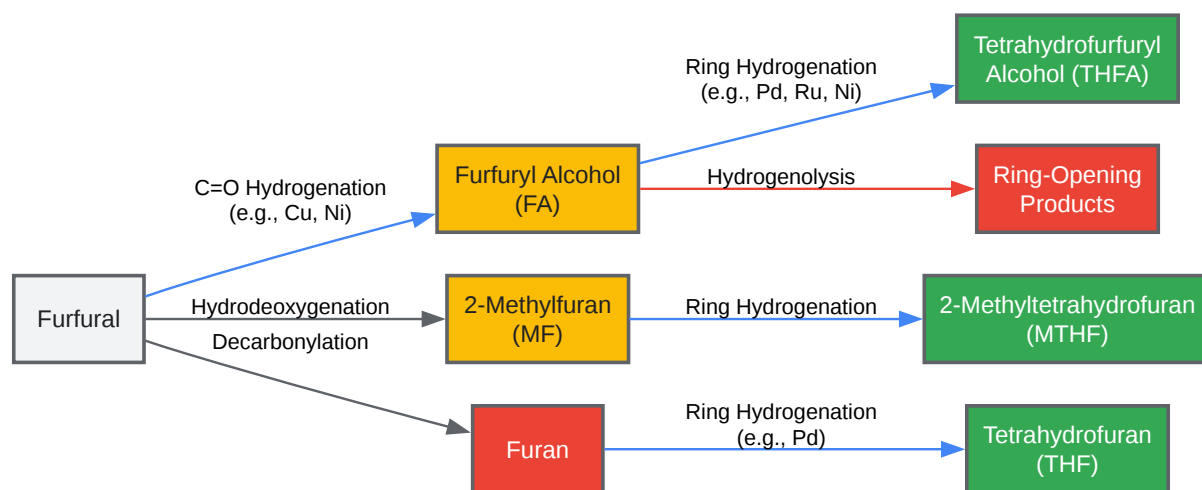 Tetrahydrofurfuryl
Alcohol (THFA)
Ring Hydrogenation
(e.g., Pd, Ru, Ni)
Furfuryl Alcohol
(FA)
Hydrogenolysis
Ring-Opening
Products
C=O Hydrogenation
(e.g., Cu, Ni)
Furfural
Hydrodeoxygenation
2-Methylfuran
(MF)
Ring Hydrogenation
2-Methyltetrahydrofuran
(MTHF)
Decarbonylation
Furan
Ring Hydrogenation
(e.g., Pd)
Tetrahydrofuran
(THF)